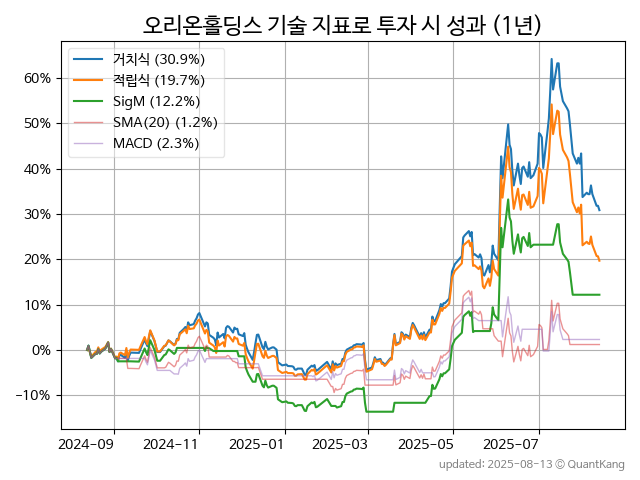 오리온홀딩스 기술 지표로 투자 시 성과 (1년)
거치식 (30.9%)
적립식 (19.7%)
SigM (12.2%)
SMA(20) (1.2%)
MACD (2.3%)
60%
50%
40%
30%
20%
10%
0%
−10%
2024-09
2024-11
2025-01
2025-03
2025-05
2025-07
updated: 2025-08-13 © QuantKang